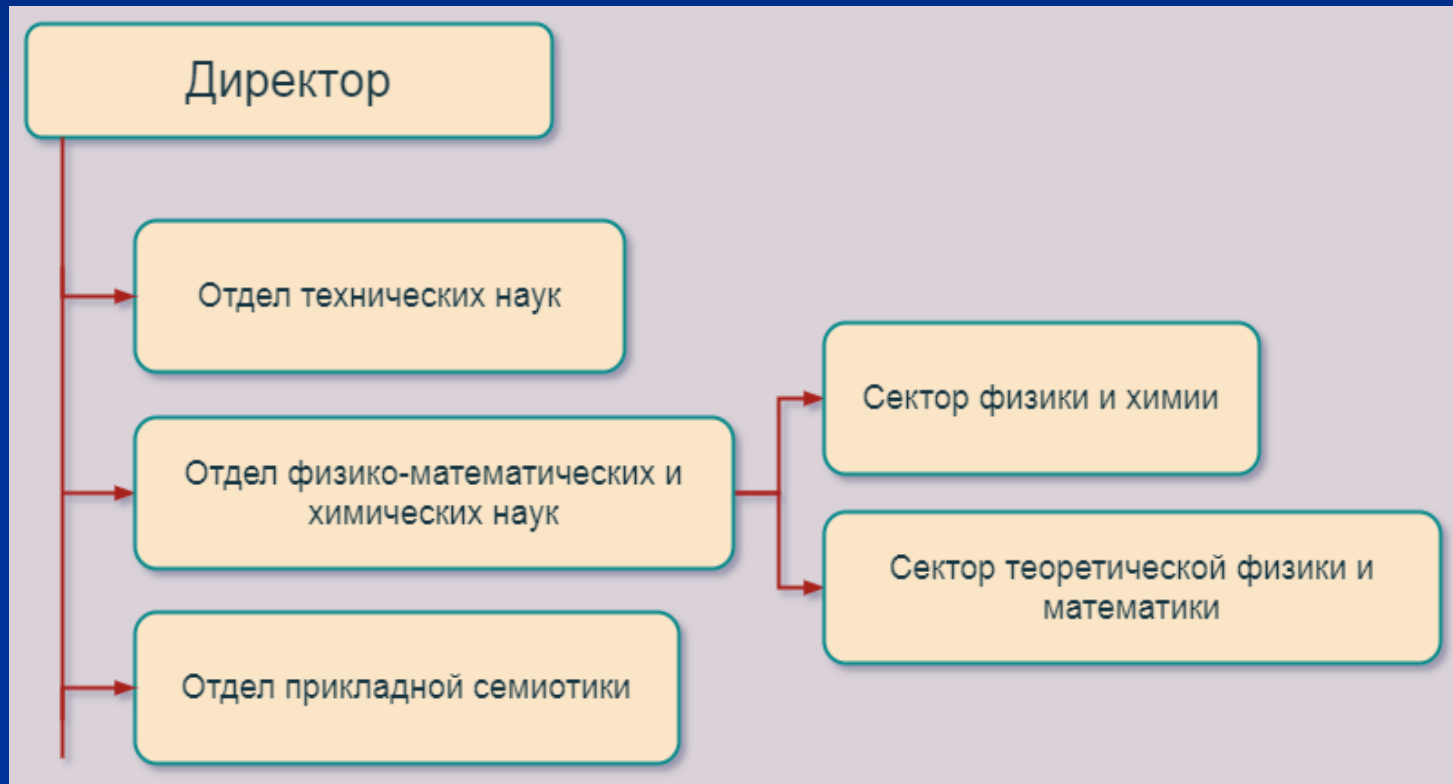 Директор
Отдел технических наук
Отдел физико-математических и
химических наук
Отдел прикладной семиотики
Сектор физики и химии
Сектор теоретической физики и
математики